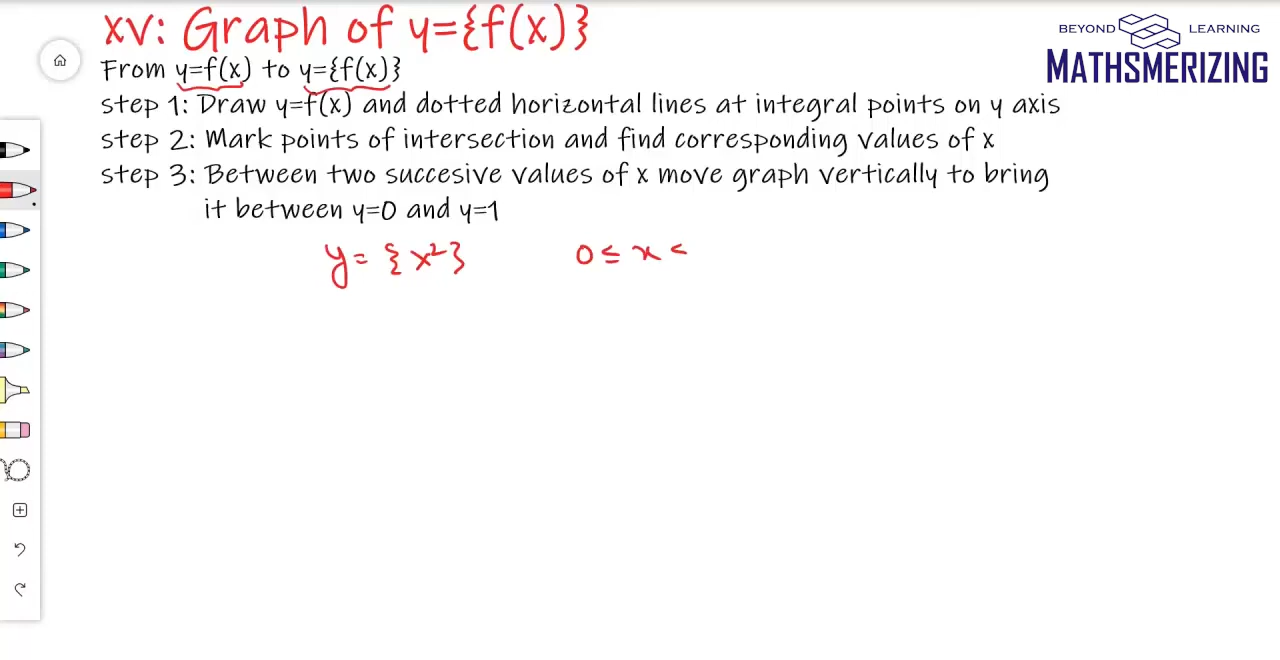 xv: Graph of y={f(x)}
BEYOND LEARNING
MATHSMERIZING
From y=f(x) to y={f(x)}
step 1: Draw y=f(x) and dotted horizontal lines at integral points on y axis
step 2: Mark points of intersection and find corresponding values of x
step 3: Between two succesive values of x move graph vertically to bring
it between y=0 and y=1
y= {x²} 0≤ x <